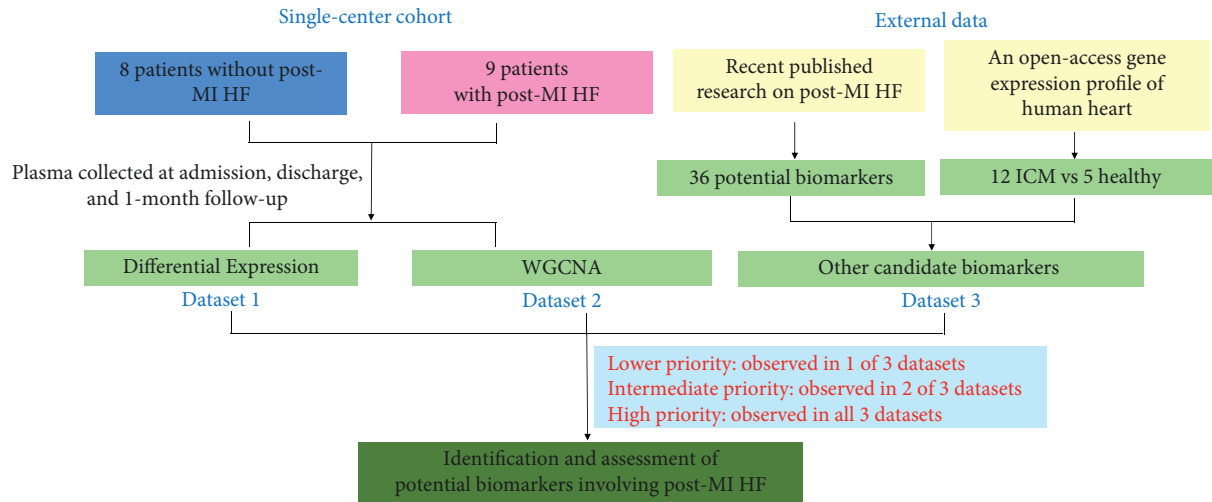 Single-center cohort
External data
8 patients without post-
MI HF
9 patients
with post-MI HF
Recent published
research on post-MI HF
An open-access gene
expression profile of
human heart
Plasma collected at admission, discharge,
and 1-month follow-up
36 potential biomarkers
12 ICM vs 5 healthy
Differential Expression
WGCNA
Other candidate biomarkers
Dataset 1
Dataset 2
Dataset 3
Lower priority: observed in 1 of 3 datasets
Intermediate priority: observed in 2 of 3 datasets
High priority: observed in all 3 datasets
Identification and assessment of
potential biomarkers involving post-MI HF